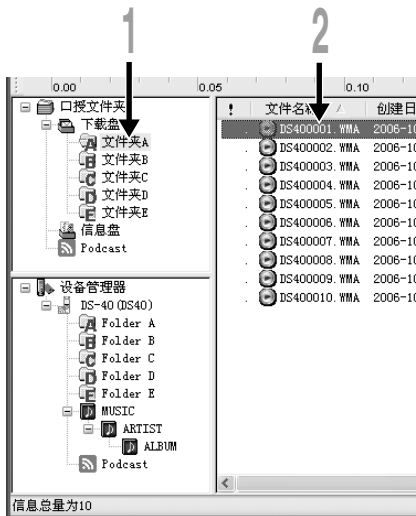 1 2
0.00 0.05 0.10
口授文件夹
下载盘
文件夹A
文件夹B
文件夹C
文件夹D
文件夹E
信息盘
Podcast
设备管理器
DS-40(DS40)
Folder A
Folder B
Folder C
Folder D
Folder E
MUSIC
ARTIST
ALBUM
Podcast
! 文件名 创建日
DS400001.WMA 2006-10
DS400002.WMA 2006-10
DS400003.WMA 2006-10
DS400004.WMA 2006-10
DS400005.WMA 2006-10
DS400006.WMA 2006-10
DS400007.WMA 2006-10
DS400008.WMA 2006-10
DS400009.WMA 2006-10
DS400010.WMA 2006-10
信息总量为10